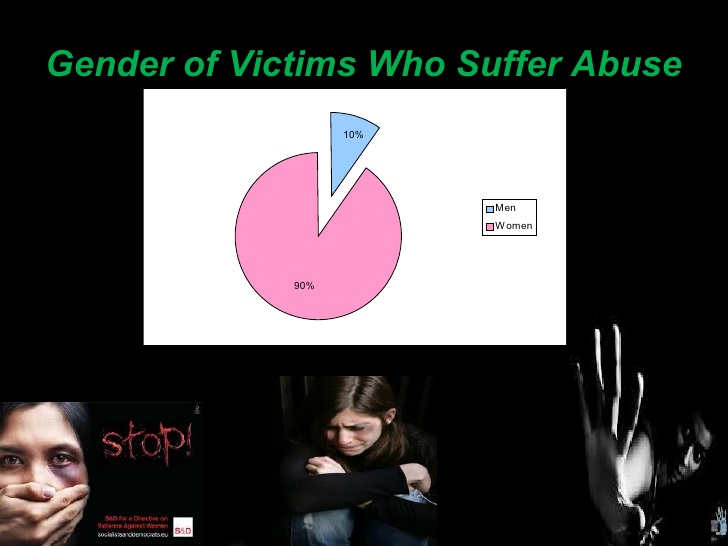 Gender of Victims Who Suffer Abuse
10%
Men
Women
90%
stop!
S&D for a Directive on
Violence Against Women
socialistsanddemocrats.eu
S&D